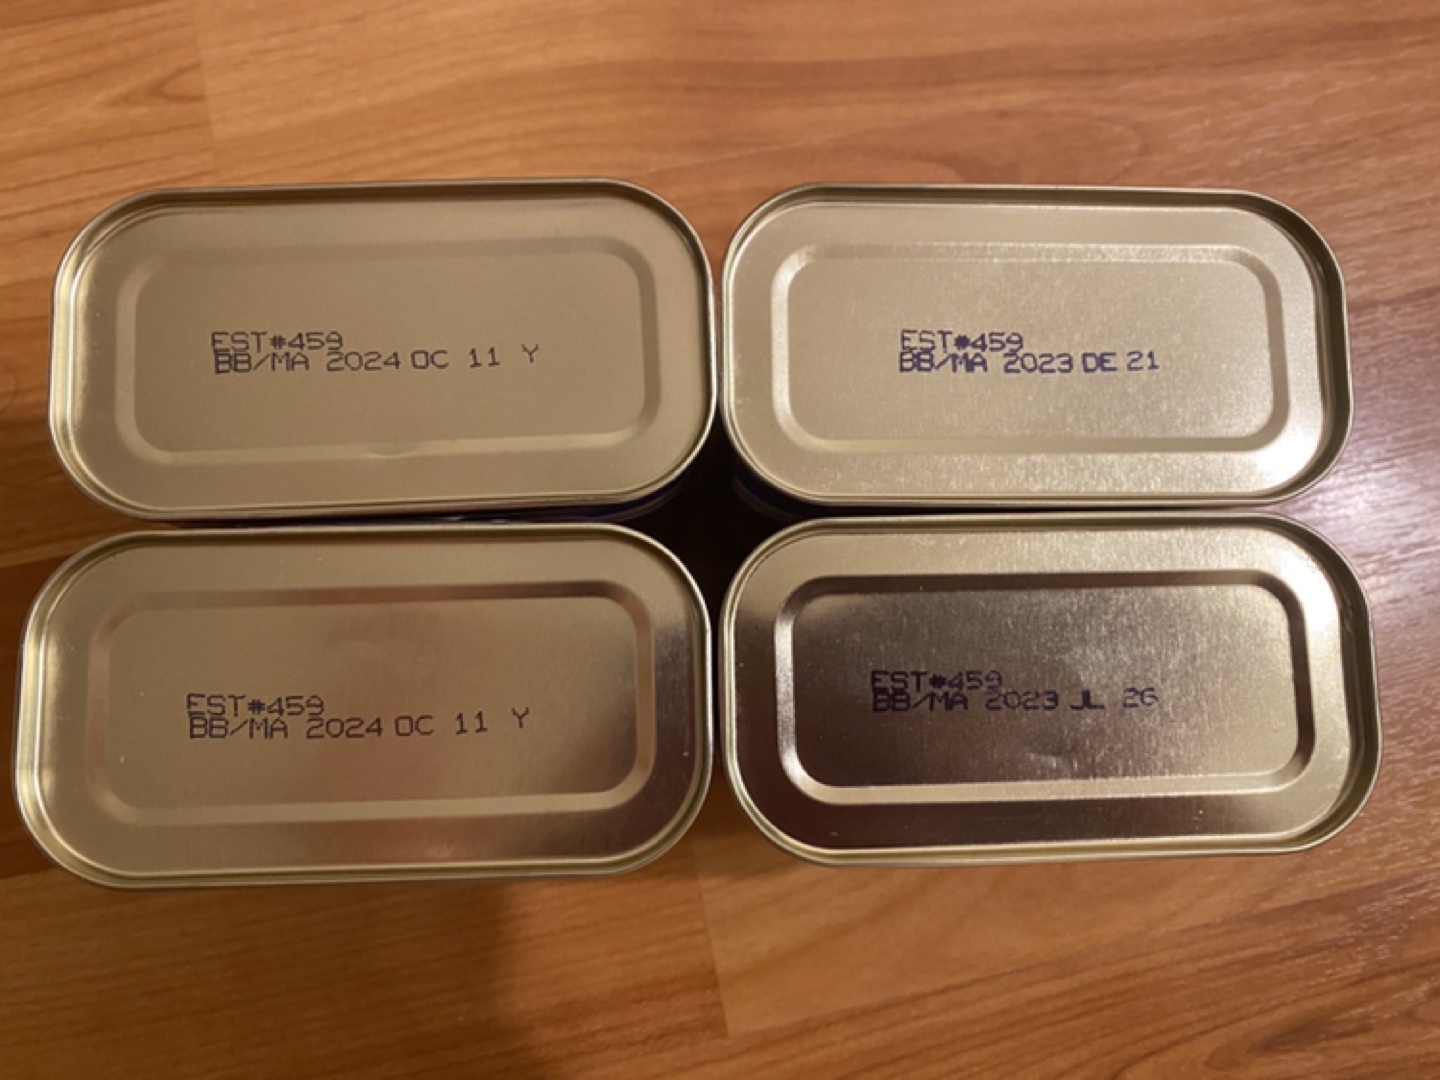 EST#459
BB/MA 2024 OC 11 Y
EST#459
BB/MA 2023 DE 21
EST#459
BB/MA 2024 OC 11 Y
EST#459
BB/MA 2023 JL 26